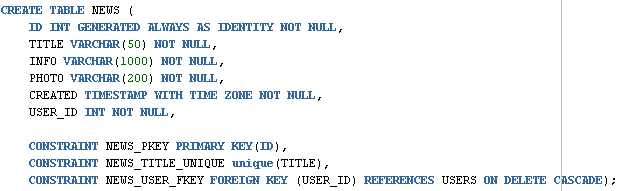 CREATE TABLE NEWS (
ID INT GENERATED ALWAYS AS IDENTITY NOT NULL,
TITLE VARCHAR(50) NOT NULL,
INFO VARCHAR(1000) NOT NULL,
PHOTO VARCHAR(200) NOT NULL,
CREATED TIMESTAMP WITH TIME ZONE NOT NULL,
USER_ID INT NOT NULL,
CONSTRAINT NEWS_PKEY PRIMARY KEY(ID),
CONSTRAINT NEWS_TITLE_UNIQUE unique(TITLE),
CONSTRAINT NEWS_USER_FKEY FOREIGN KEY (USER_ID) REFERENCES USERS ON DELETE CASCADE);